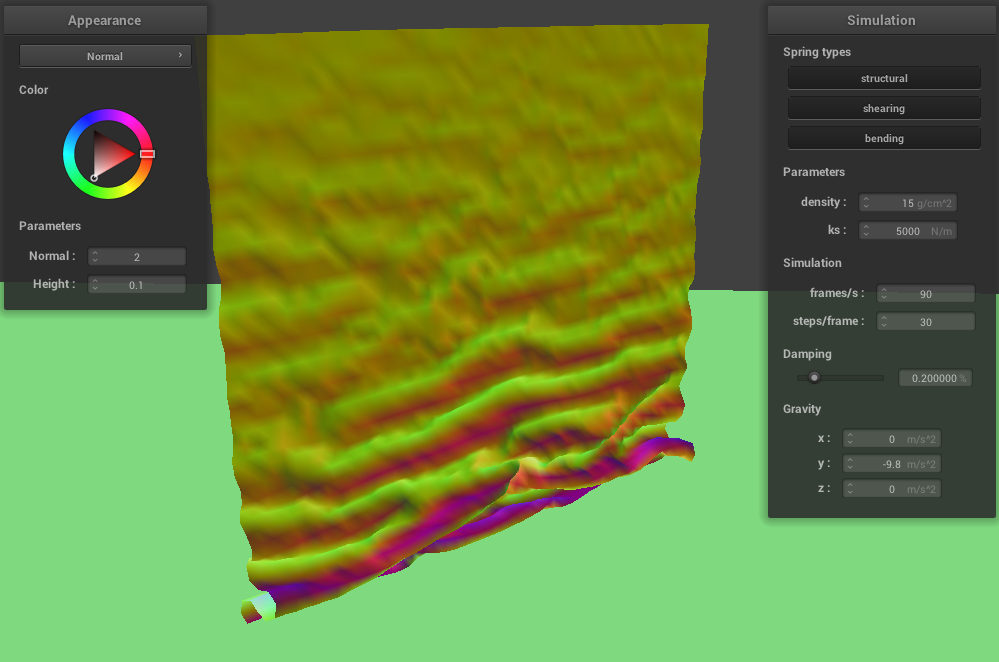 Appearance
Normal
Color
Parameters
Normal : 2
Height : 0.1
Simulation
Spring types
structural
shearing
bending
Parameters
density : 15 g/cm^2
ks : 5000 N/m
Simulation
frames/s : 90
steps/frame : 30
Damping
0.200000 %
Gravity
x : 0 m/s^2
y : -9.8 m/s^2
z : 0 m/s^2